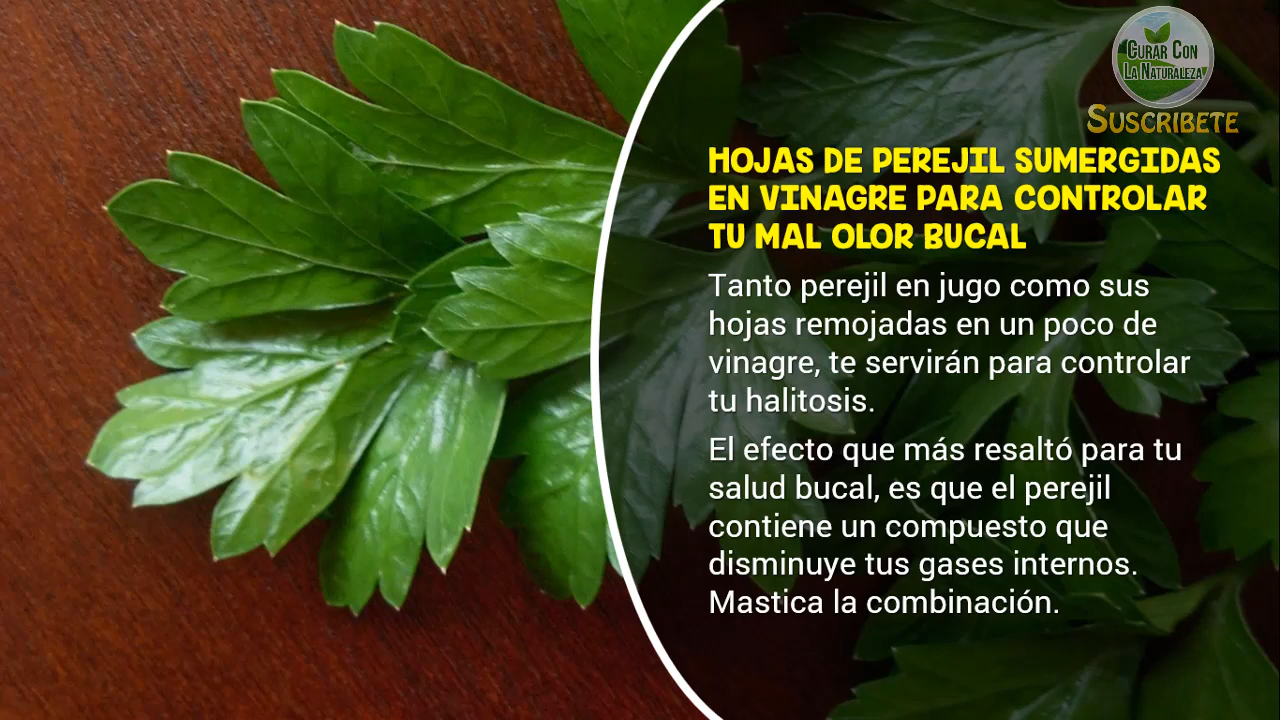 CURAR CON
LA NATURALEZA
SUSCRIBETE
HOJAS DE PEREJIL SUMERGIDAS
EN VINAGRE PARA CONTROLAR
TU MAL OLOR BUCAL
Tanto perejil en jugo como sus
hojas remojadas en un poco de
vinagre, te servirán para controlar
tu halitosis.
El efecto que más resaltó para tu
salud bucal, es que el perejil
contiene un compuesto que
disminuye tus gases internos.
Mastica la combinación.